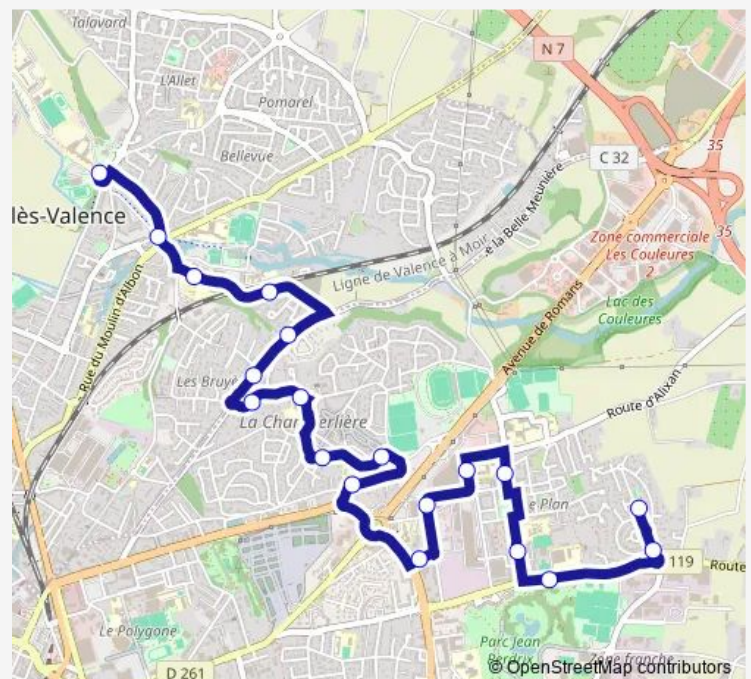 Talavard
L'Allet
Pomarel
Bellevue
N 7
C 32
35
35
lès-Valence
e la Belle Meunière
Zone commerciale
Les Couleures
2
Ligne de Valence à Moir
Lac des
Couleures
Rue du Moulin d'Albon
Avenue de Romans
Les Bruyè
La Char
erlière
Route d'Alixan
e Plan
119
Route
Le Polygone
D 261
Parc Jean
Perdrix
Zone franche
© OpenStreetMap contributors